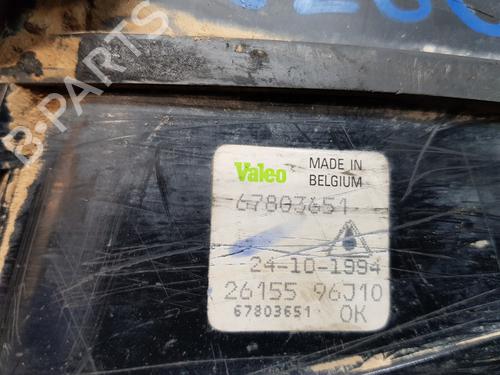 B-PARTS
Valeo MADE IN
BELGIUM
67803651
24-10-1994
26155 96J10
67803651 OK